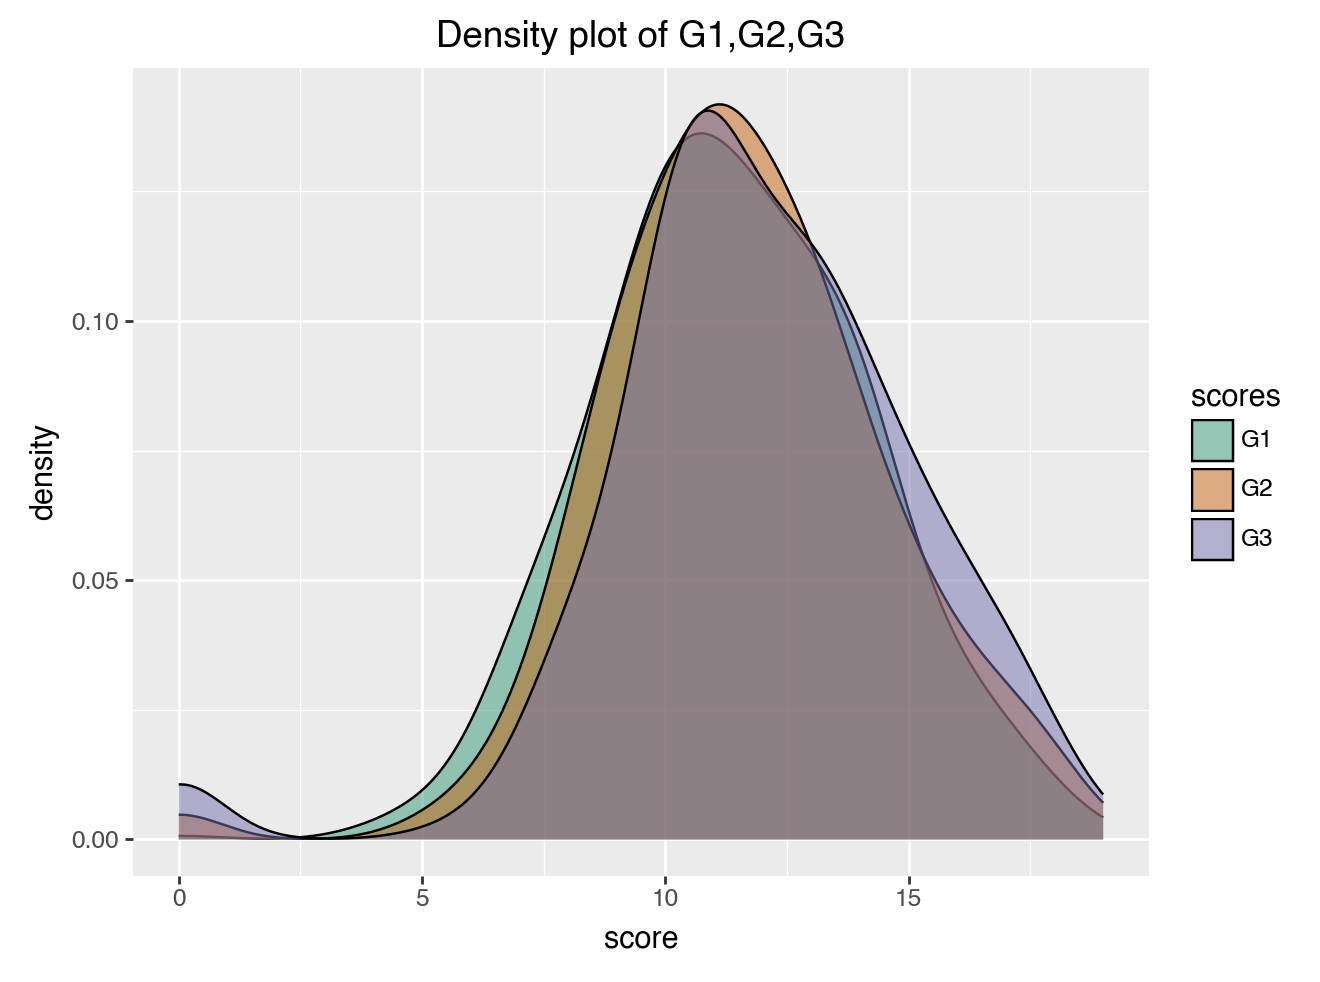 Density plot of G1,G2,G3
density
0.10
0.05
0.00
0
5
10
15
score
scores
G1
G2
G3